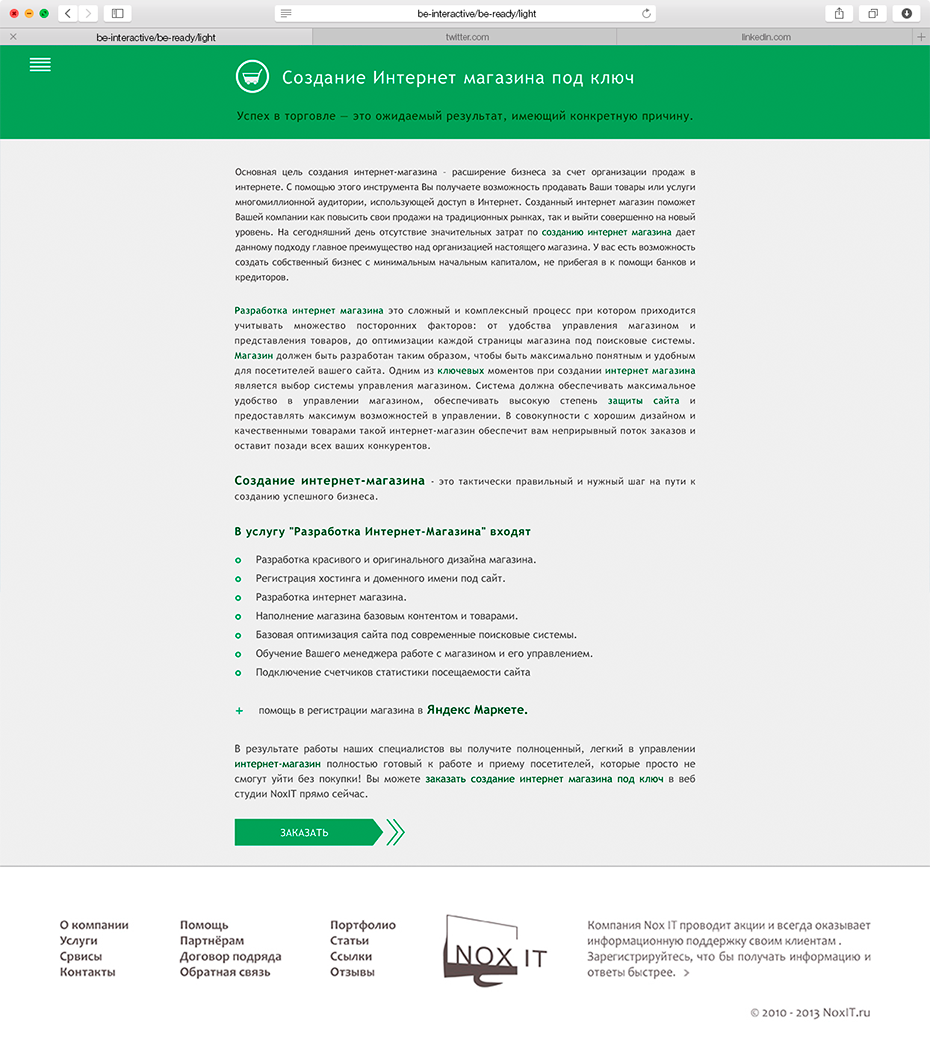 be-interactive/be-ready/light
be-interactive/be-ready/light
twitter.com
linkedin.com
Создание Интернет магазина под ключ
Успех в торговле — это ожидаемый результат, имеющий конкретную причину.
Основная цель создания интернет-магазина - расширение бизнеса за счет организации продаж в
интернете. С помощью этого инструмента Вы получаете возможность продавать Ваши товары или услуги
многомиллионной аудитории, использующей доступ в Интернет. Созданный интернет магазин поможет
Вашей компании как повысить свои продажи на традиционных рынках, так и выйти совершенно на новый
уровень. На сегодняшний день отсутствие значительных затрат по созданию интернет магазина дает
данному подходу главное преимущество над организацией настоящего магазина. У вас есть возможность
создать собственный бизнес с минимальным начальным капиталом, не прибегая в к помощи банков и
кредиторов.
Разработка интернет магазина это сложный и комплексный процесс при котором приходится
учитывать множество посторонних факторов: от удобства управления магазином и
представления товаров, до оптимизации каждой страницы магазина под поисковые системы.
Магазин должен быть разработан таким образом, чтобы быть максимально понятным и удобным
для посетителей вашего сайта. Одним из ключевых моментов при создании интернет магазина
является выбор системы управления магазином. Система должна обеспечивать максимальное
удобство в управлении магазином, обеспечивать высокую степень защиты сайта и
предоставлять максимум возможностей в управлении. В совокупности с хорошим дизайном и
качественными товарами такой интернет-магазин обеспечит вам неприрывный поток заказов и
оставит позади всех ваших конкурентов.
Создание интернет-магазина - это тактически правильный и нужный шаг на пути к
созданию успешного бизнеса.
В услугу "Разработка Интернет-Магазина" входят
Разработка красивого и оригинального дизайна магазина.
Регистрация хостинга и доменного имени под сайт.
Разработка интернет магазина.
Наполнение магазина базовым контентом и товарами.
Базовая оптимизация сайта под современные поисковые системы.
Обучение Вашего менеджера работе с магазином и его управлением.
Подключение счетчиков статистики посещаемости сайта
+ помощь в регистрации магазина в Яндекс Маркете.
В результате работы наших специалистов вы получите полноценный, легкий в управлении
интернет-магазин полностью готовый к работе и приему посетителей, которые просто не
смогут уйти без покупки! Вы можете заказать создание интернет магазина под ключ в веб
студии NoxIT прямо сейчас.
ЗАКАЗАТЬ
О компании
Услуги
Срвисы
Контакты
Помощь
Партнёрам
Договор подряда
Обратная связь
Портфолио
Статьи
Ссылки
Отзывы
NOX IT
Компания Nox IT проводит акции и всегда оказывает
информационную поддержку своим клиентам .
Зарегистрируйтесь, что бы получать информацию и
ответы быстрее. >
© 2010 - 2013 NoxIT.ru